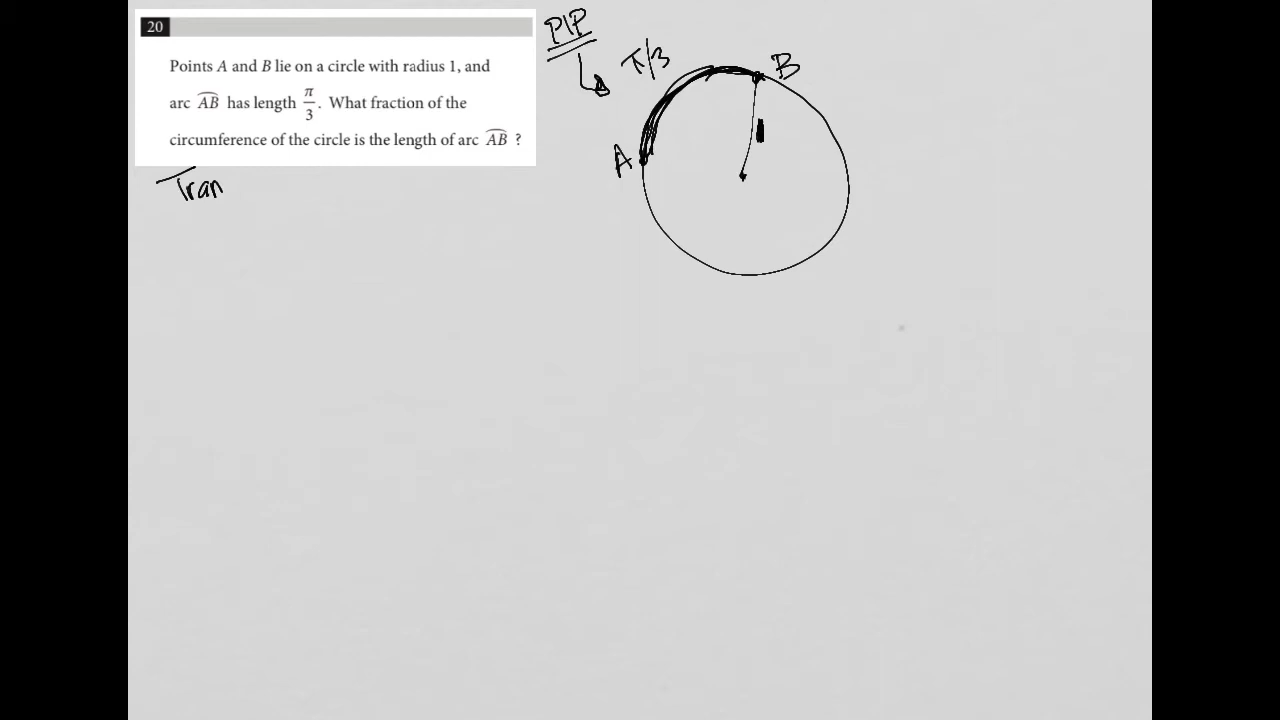 20
Points A and B lie on a circle with radius 1, and
arc AB has length π/3. What fraction of the
circumference of the circle is the length of arc AB ?
Tran
PIP
π/3
B
A
1